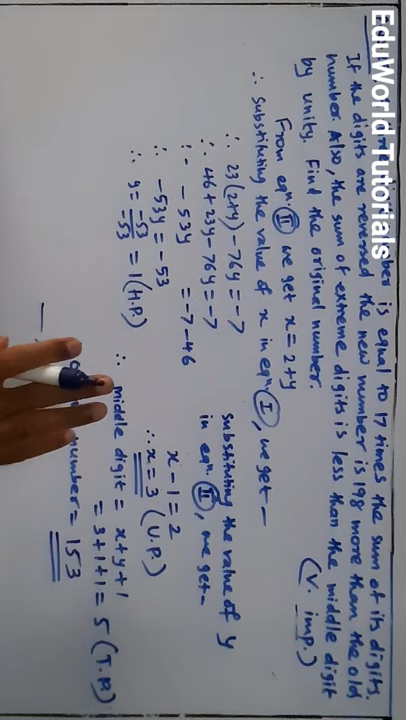 EduWorld Tutorials
is equal to 17 times the sum of its digits.
If the digits are reversed the new number is 198 more than the old
number. Also, the sum of extreme digits is less than the middle digit
by unity. Find the original number.
(V. imp.)
From eqn. II we get x = 2+y
∴ substituting the value of x in eqn. I, we get -
∴ 23(2+y)-76y = -7
∴ 46+23y-76y = -7
∴ -53y = -7-46
∴ -53y = -53
∴ y = -53/-53 = 1 (H.P)
substituting the value of y
in eqn. II, we get-
x-1 = 2
∴ x = 3 (U.P)
∴ middle digit = x+y+1
= 3+1+1 = 5 (T.P)
number = 153